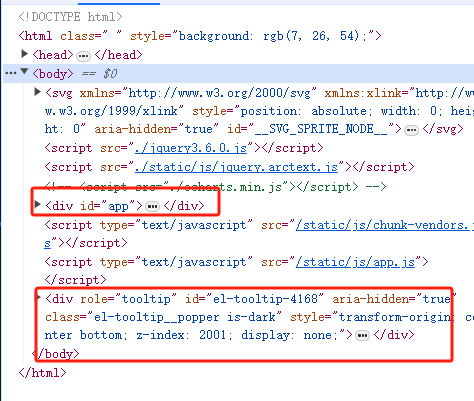 <!DOCTYPE html>
<html class=" " style="background: rgb(7, 26, 54);">
▶ <head> ••• </head>
••• ▼ <body> == $0
▶ <svg xmlns="http://www.w3.org/2000/svg" xmlns:xlink="http://ww
w.w3.org/1999/xlink" style="position: absolute; width: 0; heig
ht: 0" aria-hidden="true" id="__SVG_SPRITE_NODE__"> ••• </svg>
<script src="./jquery3.6.0.js"></script>
<script src="./static/js/jquery.arctext.js"></script>
<!-- <script src="./echarts.min.js"></script> -->
▶ <div id="app"> ••• </div>
<script type="text/javascript" src="/static/js/chunk-vendors.j
s"></script>
<script type="text/javascript" src="/static/js/app.js">
</script>
▶ <div role="tooltip" id="el-tooltip-4168" aria-hidden="true"
class="el-tooltip__popper is-dark" style="transform-origin: ce
nter bottom; z-index: 2001; display: none;"> ••• </div>
</body>
</html>